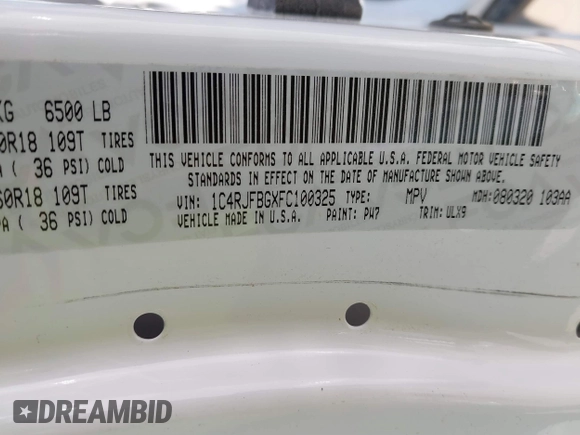 KG 6500 LB
0R18 109T TIRES
A ( 36 PSI) COLD
60R18 109T TIRES
PA ( 36 PSI) COLD
THIS VEHICLE CONFORMS TO ALL APPLICABLE U.S.A. FEDERAL MOTOR VEHICLE SAFETY
STANDARDS IN EFFECT ON THE DATE OF MANUFACTURE SHOWN ABOVE.
VIN: 1C4RJFBGXFC100325 TYPE: MPV MDH: 080320 103AA
VEHICLE MADE IN U.S.A. PAINT: PW7 TRIM: ULX9
DREAMBID